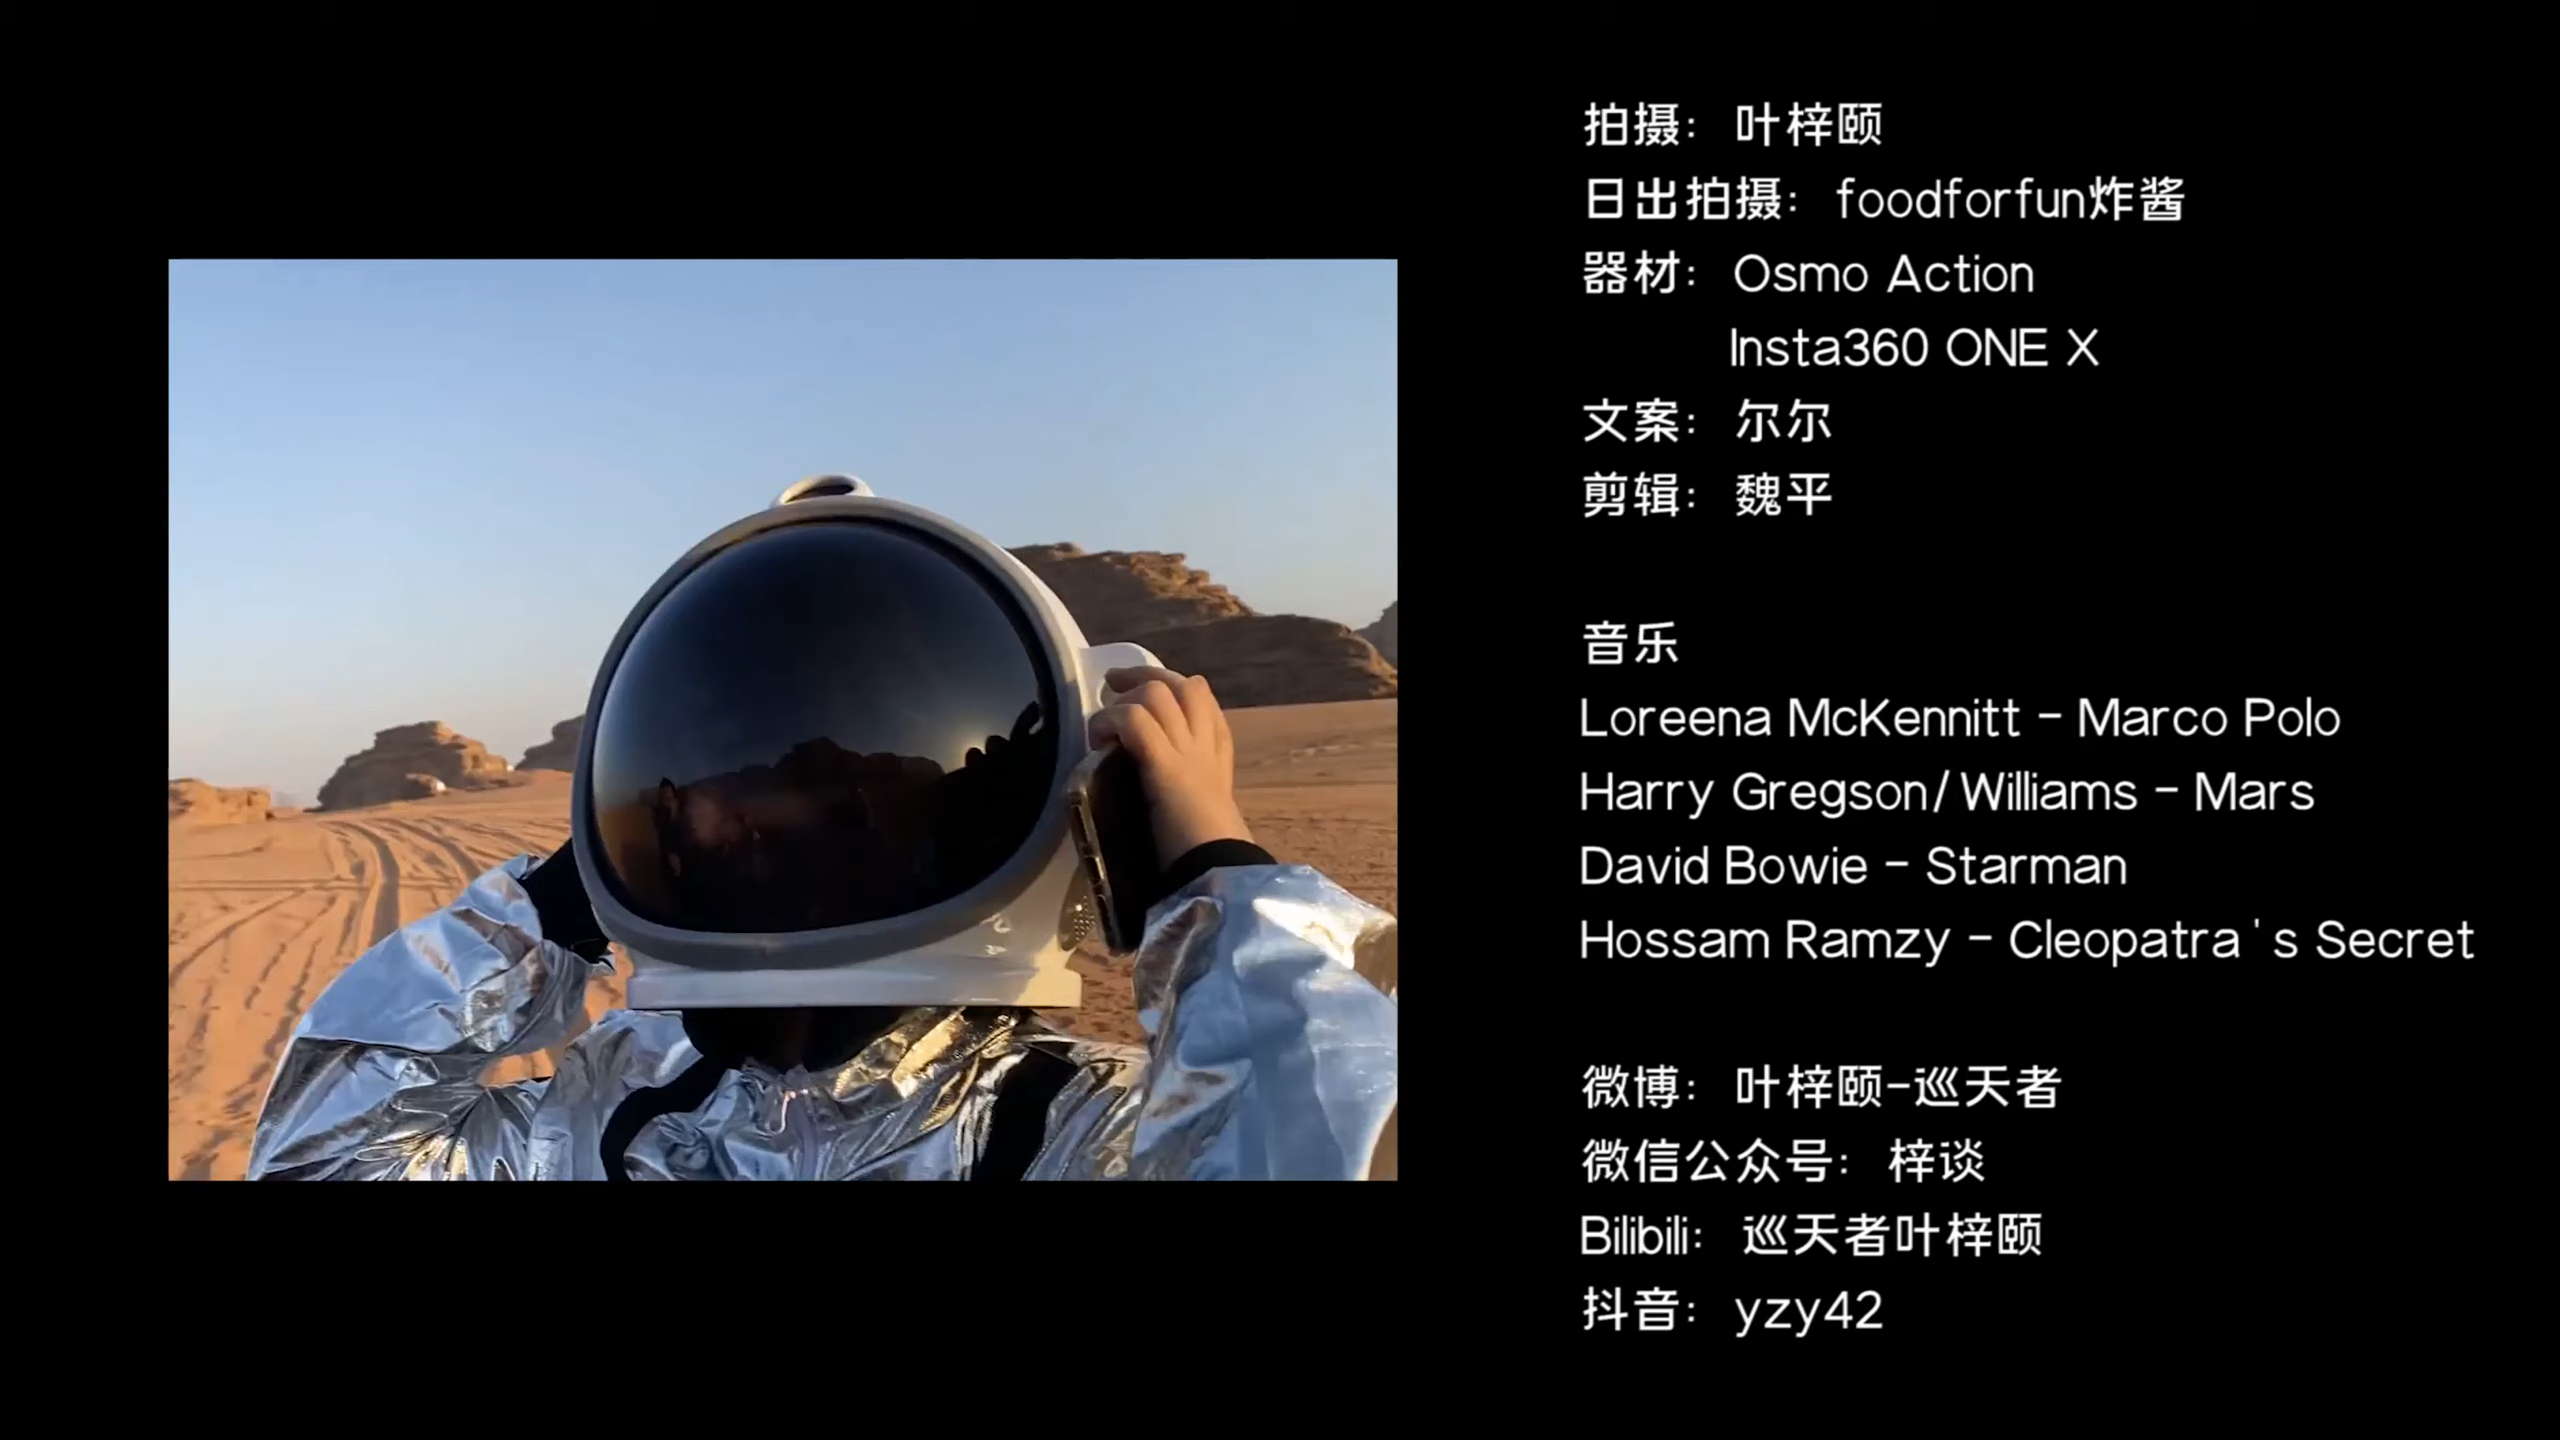 拍摄：叶梓颐
日出拍摄：foodforfun炸酱
器材：Osmo Action
Insta360 ONE X
文案：尔尔
剪辑：魏平
音乐
Loreena McKennitt - Marco Polo
Harry Gregson/Williams - Mars
David Bowie - Starman
Hossam Ramzy - Cleopatra's Secret
微博：叶梓颐-巡天者
微信公众号：梓谈
Bilibili：巡天者叶梓颐
抖音：yzy42